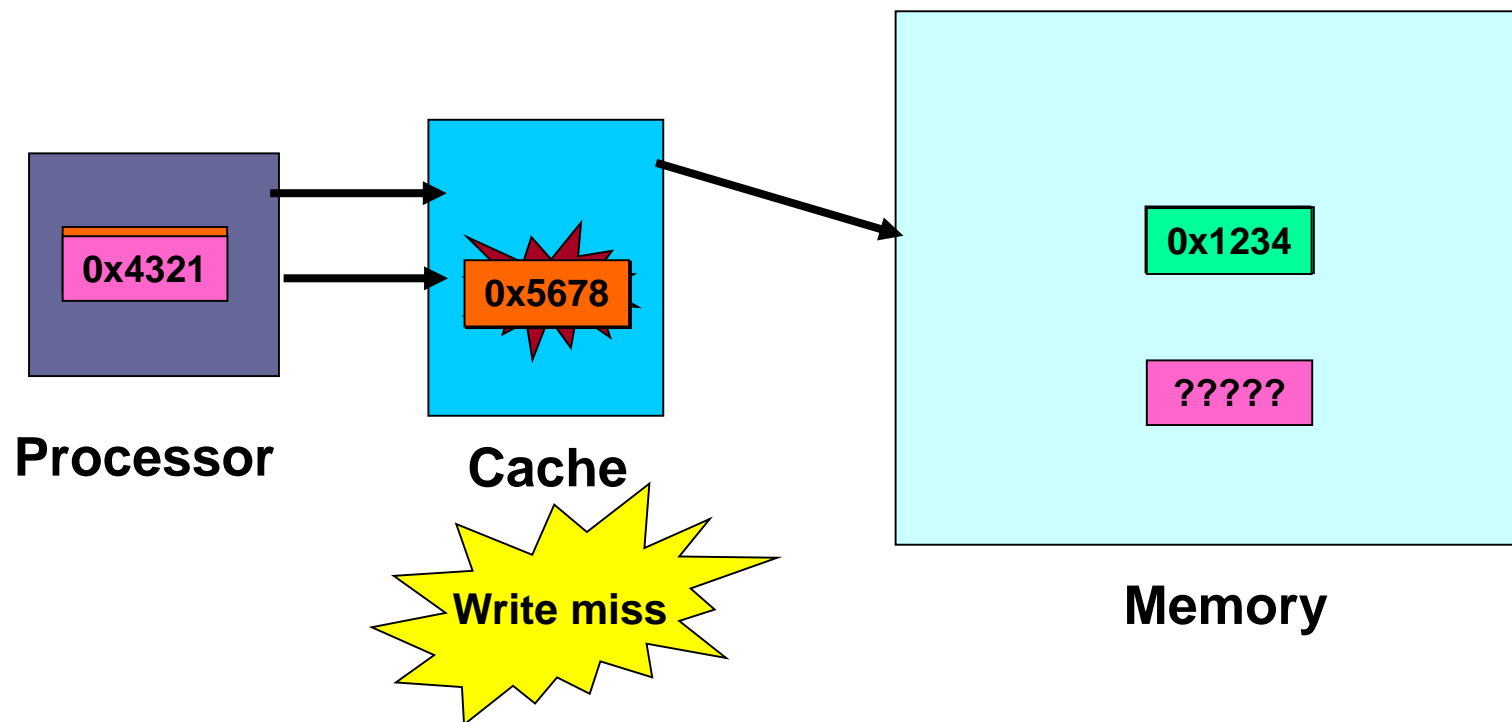 0x4321
Processor
0x5678
Cache
Write miss
0x1234
?????
Memory